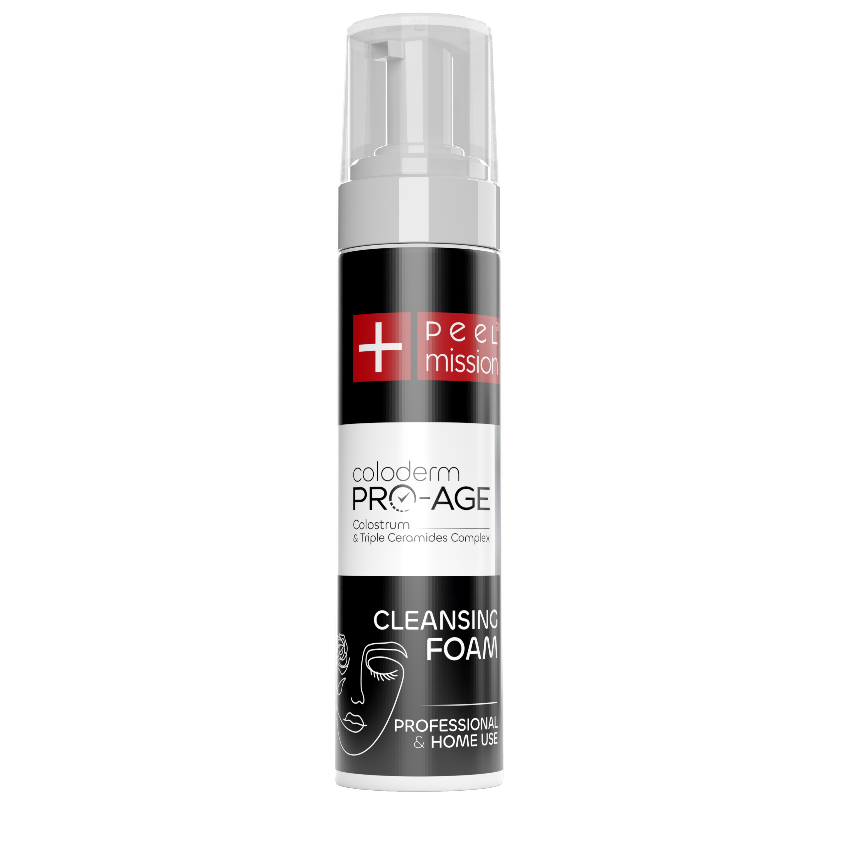 peel
mission
coloderm
PRO-AGE
Colostrum
& Triple Ceramides Complex
CLEANSING
FOAM
PROFESSIONAL
& HOME USE